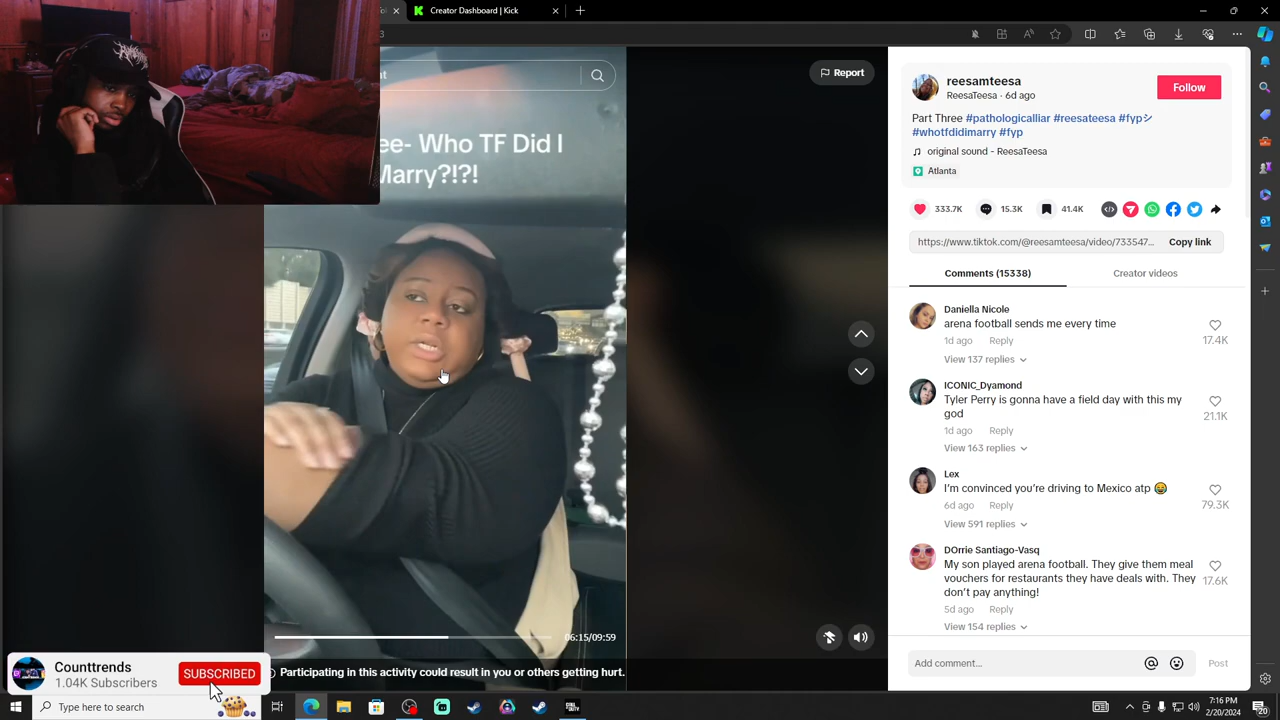 Creator Dashboard | Kick
Report
ee- Who TF Did I
Marry?!?!
06:15/09:59
Participating in this activity could result in you or others getting hurt.
reesamteesa
ReesaTeesa · 6d ago
Follow
Part Three #pathologicalliar #reesateesa #fypシ
#whotfdidimarry #fyp
original sound - ReesaTeesa
Atlanta
333.7K
15.3K
41.4K
https://www.tiktok.com/@reesamteesa/video/733547...
Copy link
Comments (15338)
Creator videos
Daniella Nicole
arena football sends me every time
17.4K
1d ago Reply
View 137 replies
ICONIC_Dyamond
Tyler Perry is gonna have a field day with this my
god
21.1K
1d ago Reply
View 163 replies
Lex
I'm convinced you're driving to Mexico atp 😂
79.3K
6d ago Reply
View 591 replies
DOrrie Santiago-Vasq
My son played arena football. They give them meal
vouchers for restaurants they have deals with. They
don't pay anything!
17.6K
5d ago Reply
View 154 replies
Add comment...
Post
Counttrends
1.04K Subscribers
SUBSCRIBED
Type here to search
7:16 PM
2/20/2024